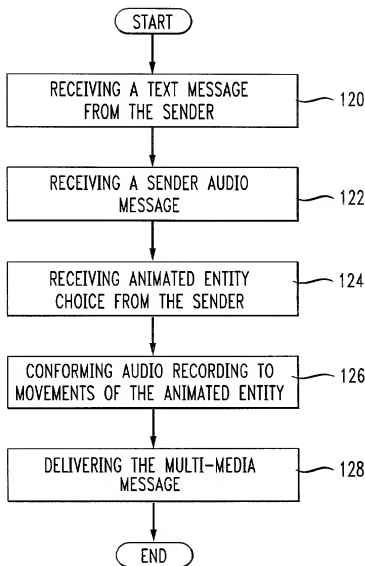 START
RECEIVING A TEXT MESSAGE
FROM THE SENDER
120
RECEIVING A SENDER AUDIO
MESSAGE
122
RECEIVING ANIMATED ENTITY
CHOICE FROM THE SENDER
124
CONFORMING AUDIO RECORDING TO
MOVEMENTS OF THE ANIMATED ENTITY
126
DELIVERING THE MULTI-MEDIA
MESSAGE
128
END